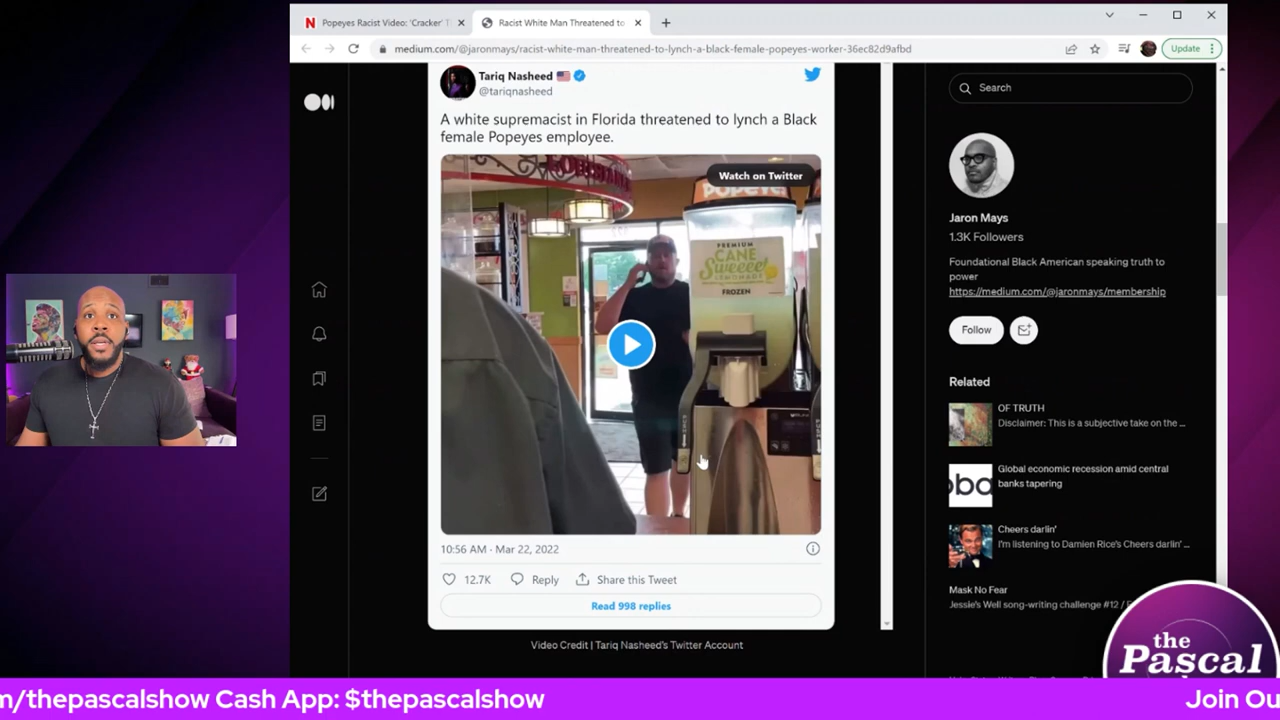 Popeyes Racist Video: 'Cracker' T
Racist White Man Threatened to
medium.com/@jaronmays/racist-white-man-threatened-to-lynch-a-black-female-popeyes-worker-36ec82d9afbd
Update
Tariq Nasheed
@tariqnasheed
A white supremacist in Florida threatened to lynch a Black
female Popeyes employee.
Watch on Twitter
LOUISIANA
POPEYES
PREMIUM
CANE
Sweeeet
LEMONADE
FROZEN
10:56 AM · Mar 22, 2022
12.7K
Reply
Share this Tweet
Read 998 replies
Video Credit | Tariq Nasheed's Twitter Account
Search
Jaron Mays
1.3K Followers
Foundational Black American speaking truth to
power
https://medium.com/@jaronmays/membership
Follow
Related
OF TRUTH
Disclaimer: This is a subjective take on the ...
Global economic recession amid central
banks tapering
Cheers darlin'
I'm listening to Damien Rice's Cheers darlin' ...
Mask No Fear
Jessie's Well song-writing challenge #12 /
the
Pascal
m/thepascalshow Cash App: $thepascalshow
Join Ou